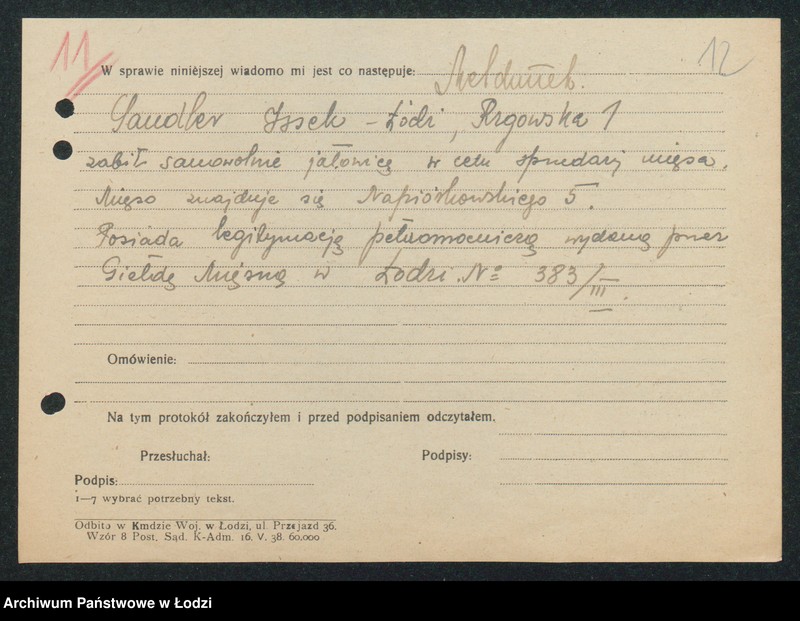 11
12
W sprawie niniejszej wiadomo mi jest co następuje: Meldunek.
Sandler Issek – Łódź, Rzgowska 1
zabił samowolnie jałowicę w celu sprzedaży mięsa.
Mięso znajduje się Napiórkowskiego 5.
Posiada legitymację pełnomocniczą wydaną przez
Giełdę Mięsną w Łodzi. № 383/III.
Omówienie:
Na tym protokół zakończyłem i przed podpisaniem odczytałem.
Przesłuchał: Podpisy:
Podpis:
1—7 wybrać potrzebny tekst.
Odbito w Kmdzie Woj. w Łodzi, ul. Przejazd 36.
Wzór 8 Post. Sąd. K-Adm. 16. V. 38. 60.000
Archiwum Państwowe w Łodzi